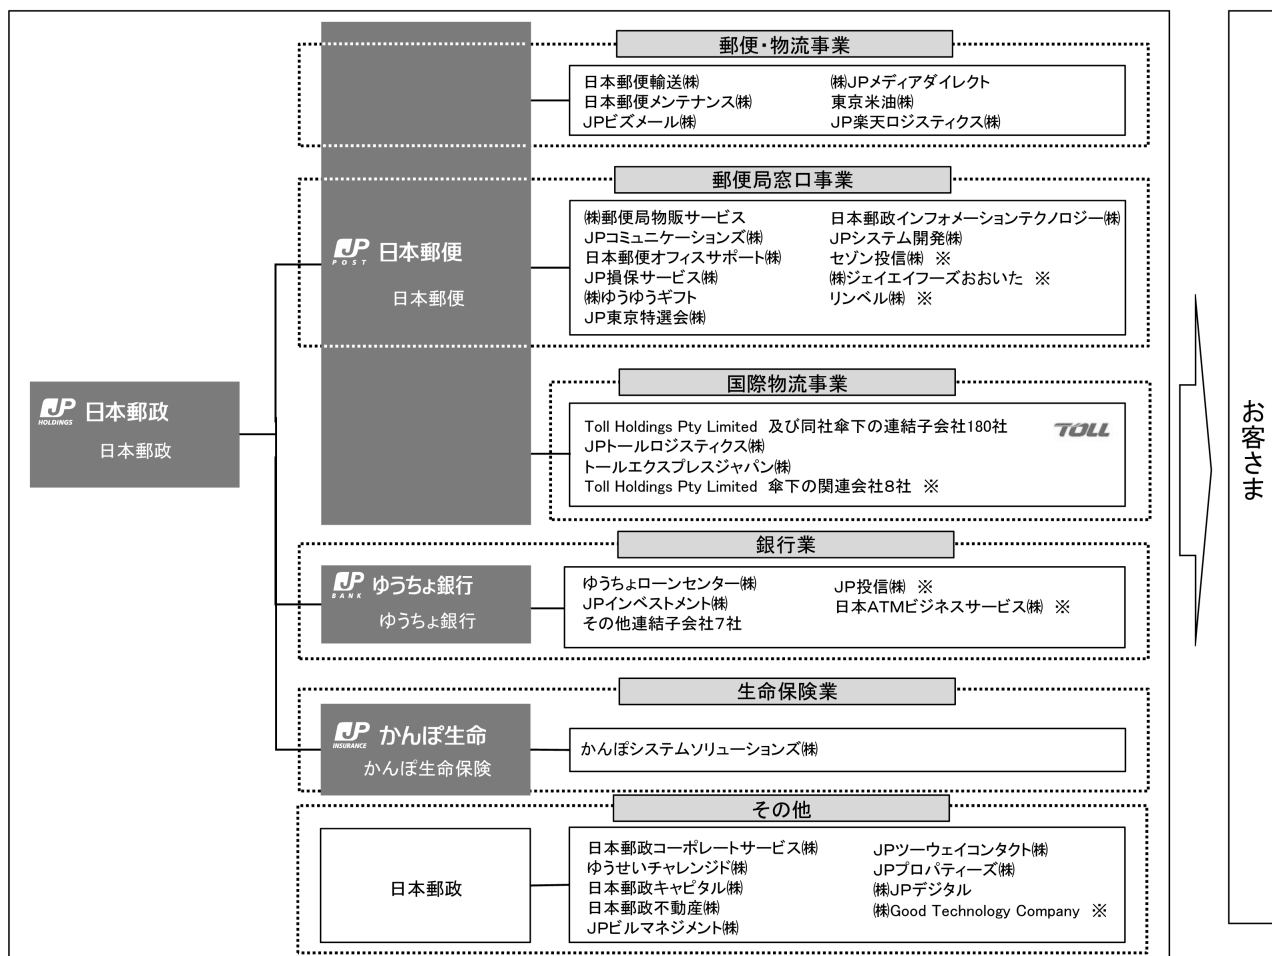 郵便・物流事業
日本郵便輸送㈱
日本郵便メンテナンス㈱
JPビズメール㈱
㈱JPメディアダイレクト
東京米油㈱
JP楽天ロジスティクス㈱
郵便局窓口事業
JP POST 日本郵便
日本郵便
㈱郵便局物販サービス
JPコミュニケーションズ㈱
日本郵便オフィスサポート㈱
JP損保サービス㈱
㈱ゆうゆうギフト
JP東京特選会㈱
日本郵政インフォメーションテクノロジー㈱
JPシステム開発㈱
セゾン投信㈱ ※
㈱ジェイエイフーズおおいた ※
リンベル㈱ ※
国際物流事業
Toll Holdings Pty Limited 及び同社傘下の連結子会社180社
JPトールロジスティクス㈱
トールエクスプレスジャパン㈱
Toll Holdings Pty Limited 傘下の関連会社8社 ※
TOLL
JP HOLDINGS 日本郵政
日本郵政
銀行業
JP BANK ゆうちょ銀行
ゆうちょ銀行
ゆうちょローンセンター㈱
JPインベストメント㈱
その他連結子会社7社
JP投信㈱ ※
日本ATMビジネスサービス㈱ ※
生命保険業
JP INSURANCE かんぽ生命
かんぽ生命保険
かんぽシステムソリューションズ㈱
その他
日本郵政
日本郵政コーポレートサービス㈱
ゆうせいチャレンジド㈱
日本郵政キャピタル㈱
日本郵政不動産㈱
JPビルマネジメント㈱
JPツーウェイコンタクト㈱
JPプロパティーズ㈱
㈱JPデジタル
㈱Good Technology Company ※
お客さま